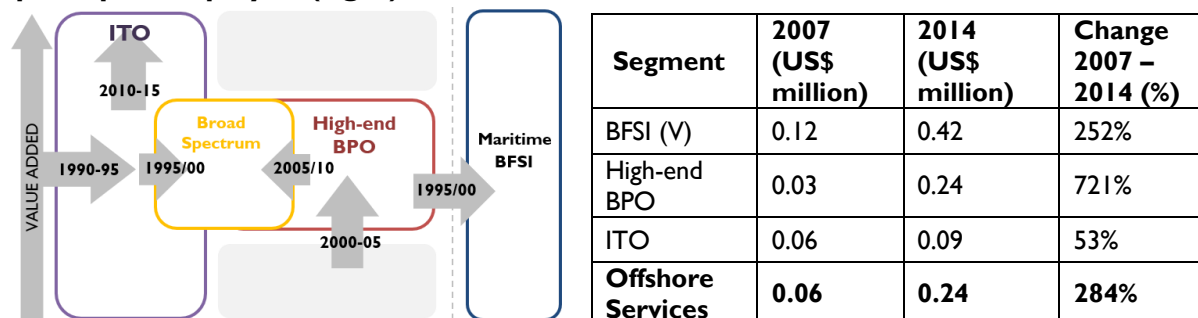 ITO
2010-15
Broad
Spectrum
High-end
BPO
Maritime
BFSI
VALUE ADDED
1990-95
1995/00
2005/10
1995/00
2000-05
Segment
2007
(US$
million)
2014
(US$
million)
Change
2007 –
2014 (%)
BFSI (V)
0.12
0.42
252%
High-end
BPO
0.03
0.24
721%
ITO
0.06
0.09
53%
Offshore
Services
0.06
0.24
284%